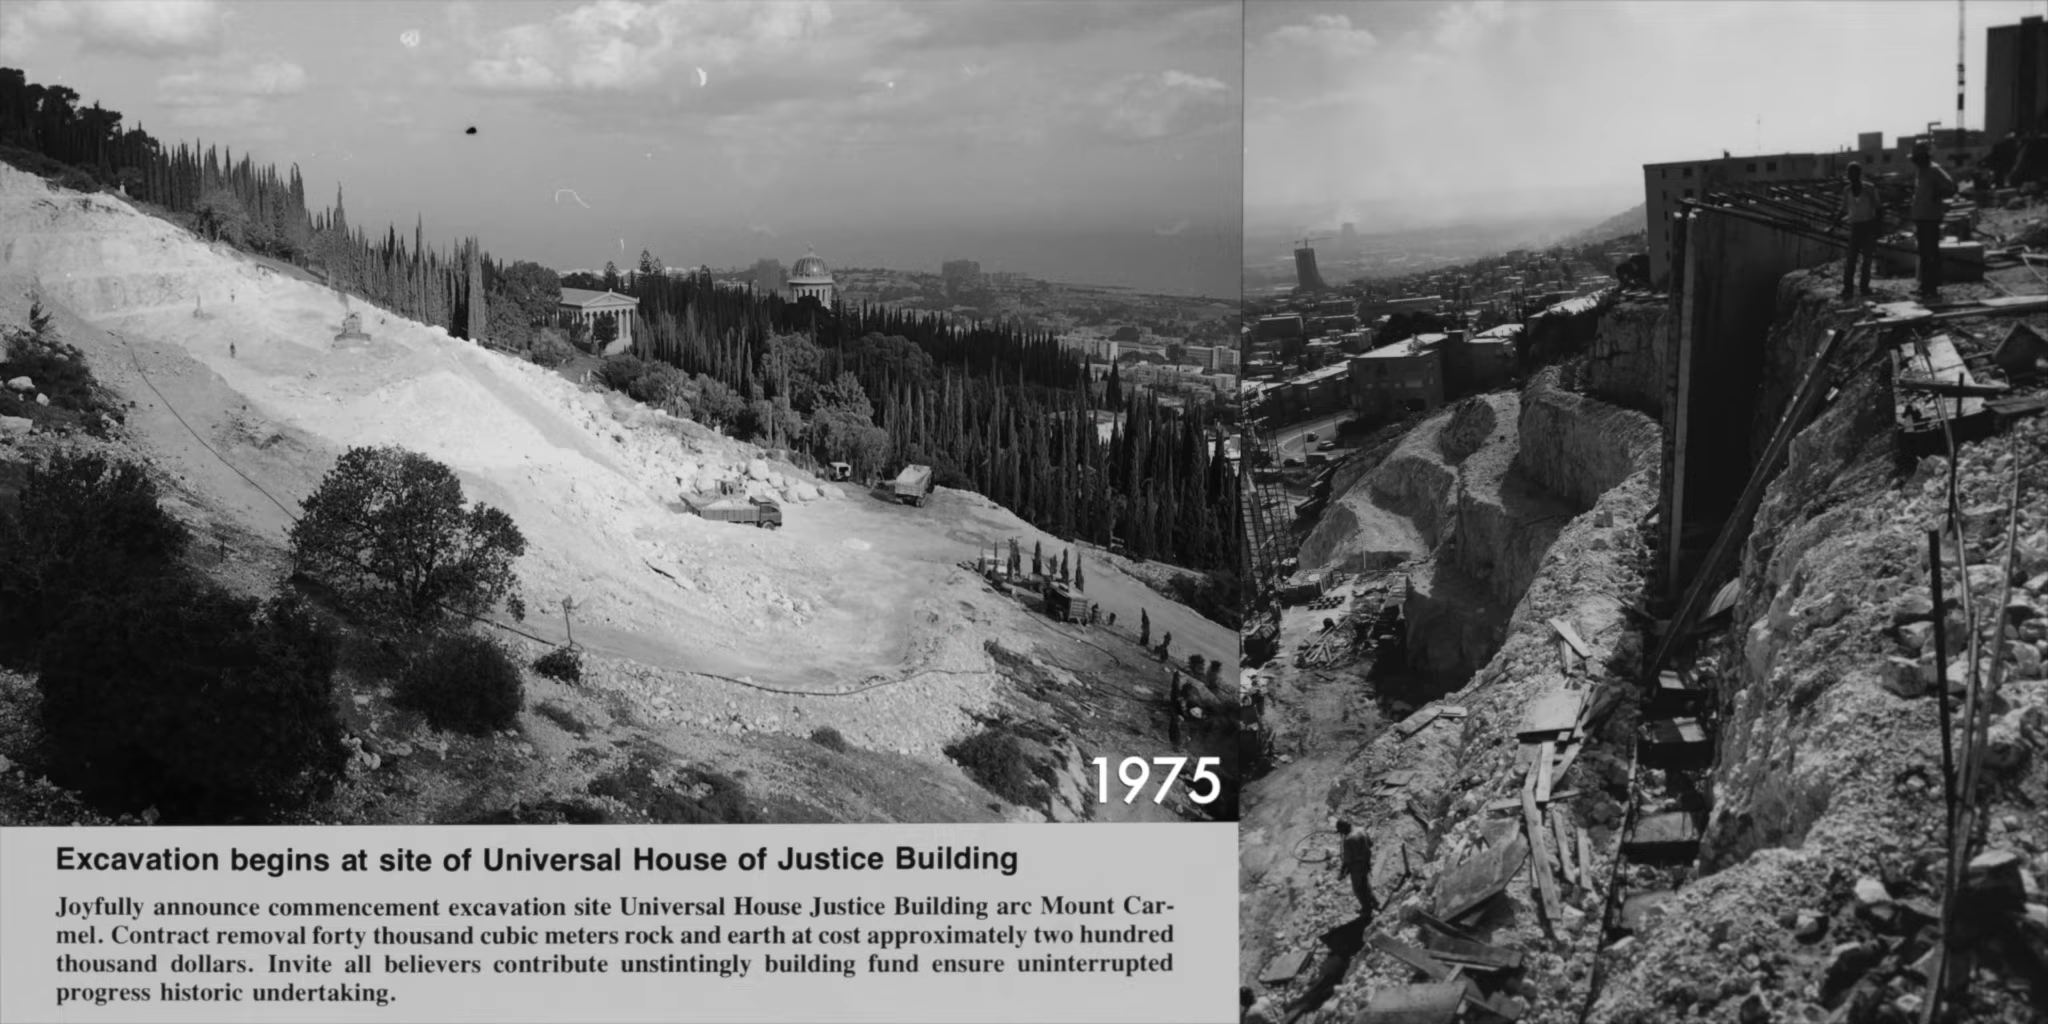 1975
Excavation begins at site of Universal House of Justice Building
Joyfully announce commencement excavation site Universal House Justice Building arc Mount Car-
mel. Contract removal forty thousand cubic meters rock and earth at cost approximately two hundred
thousand dollars. Invite all believers contribute unstintingly building fund ensure uninterrupted
progress historic undertaking.